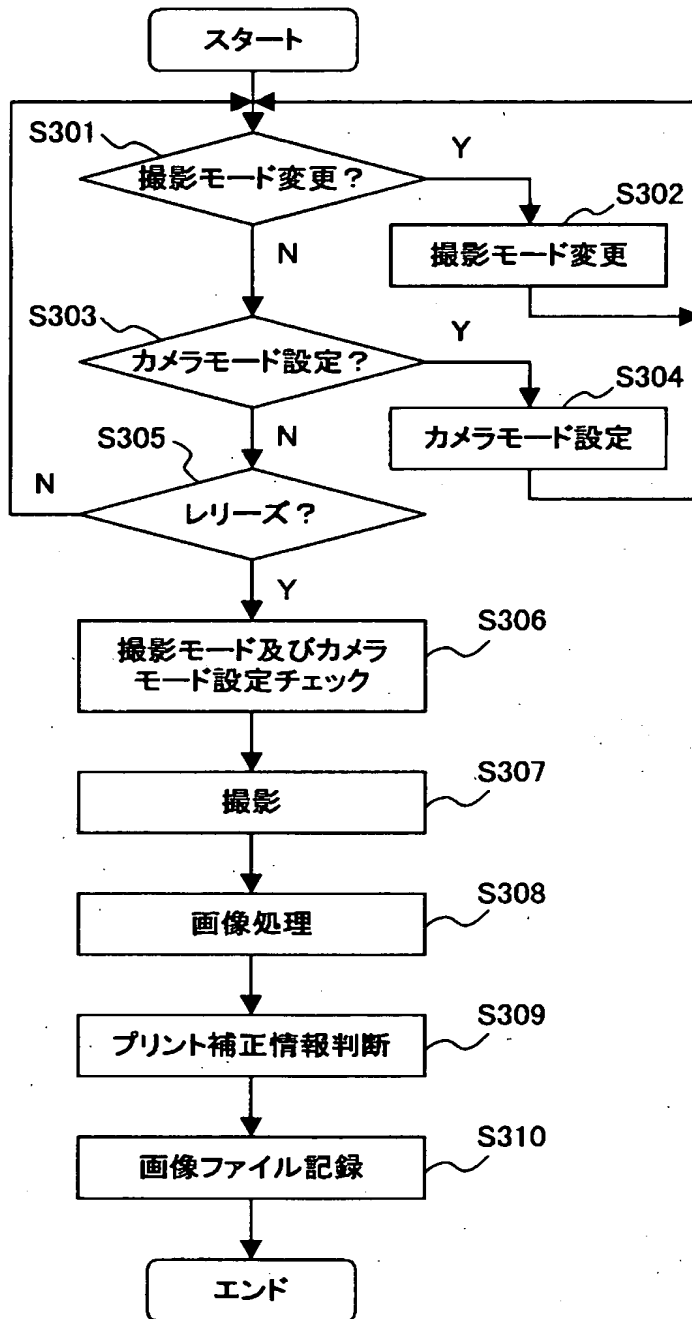 スタート
S301
撮影モード変更？
Y
S302
撮影モード変更
N
S303
カメラモード設定？
Y
S304
カメラモード設定
N
S305
レリーズ？
N
Y
S306
撮影モード及びカメラ
モード設定チェック
S307
撮影
S308
画像処理
S309
プリント補正情報判断
S310
画像ファイル記録
エンド